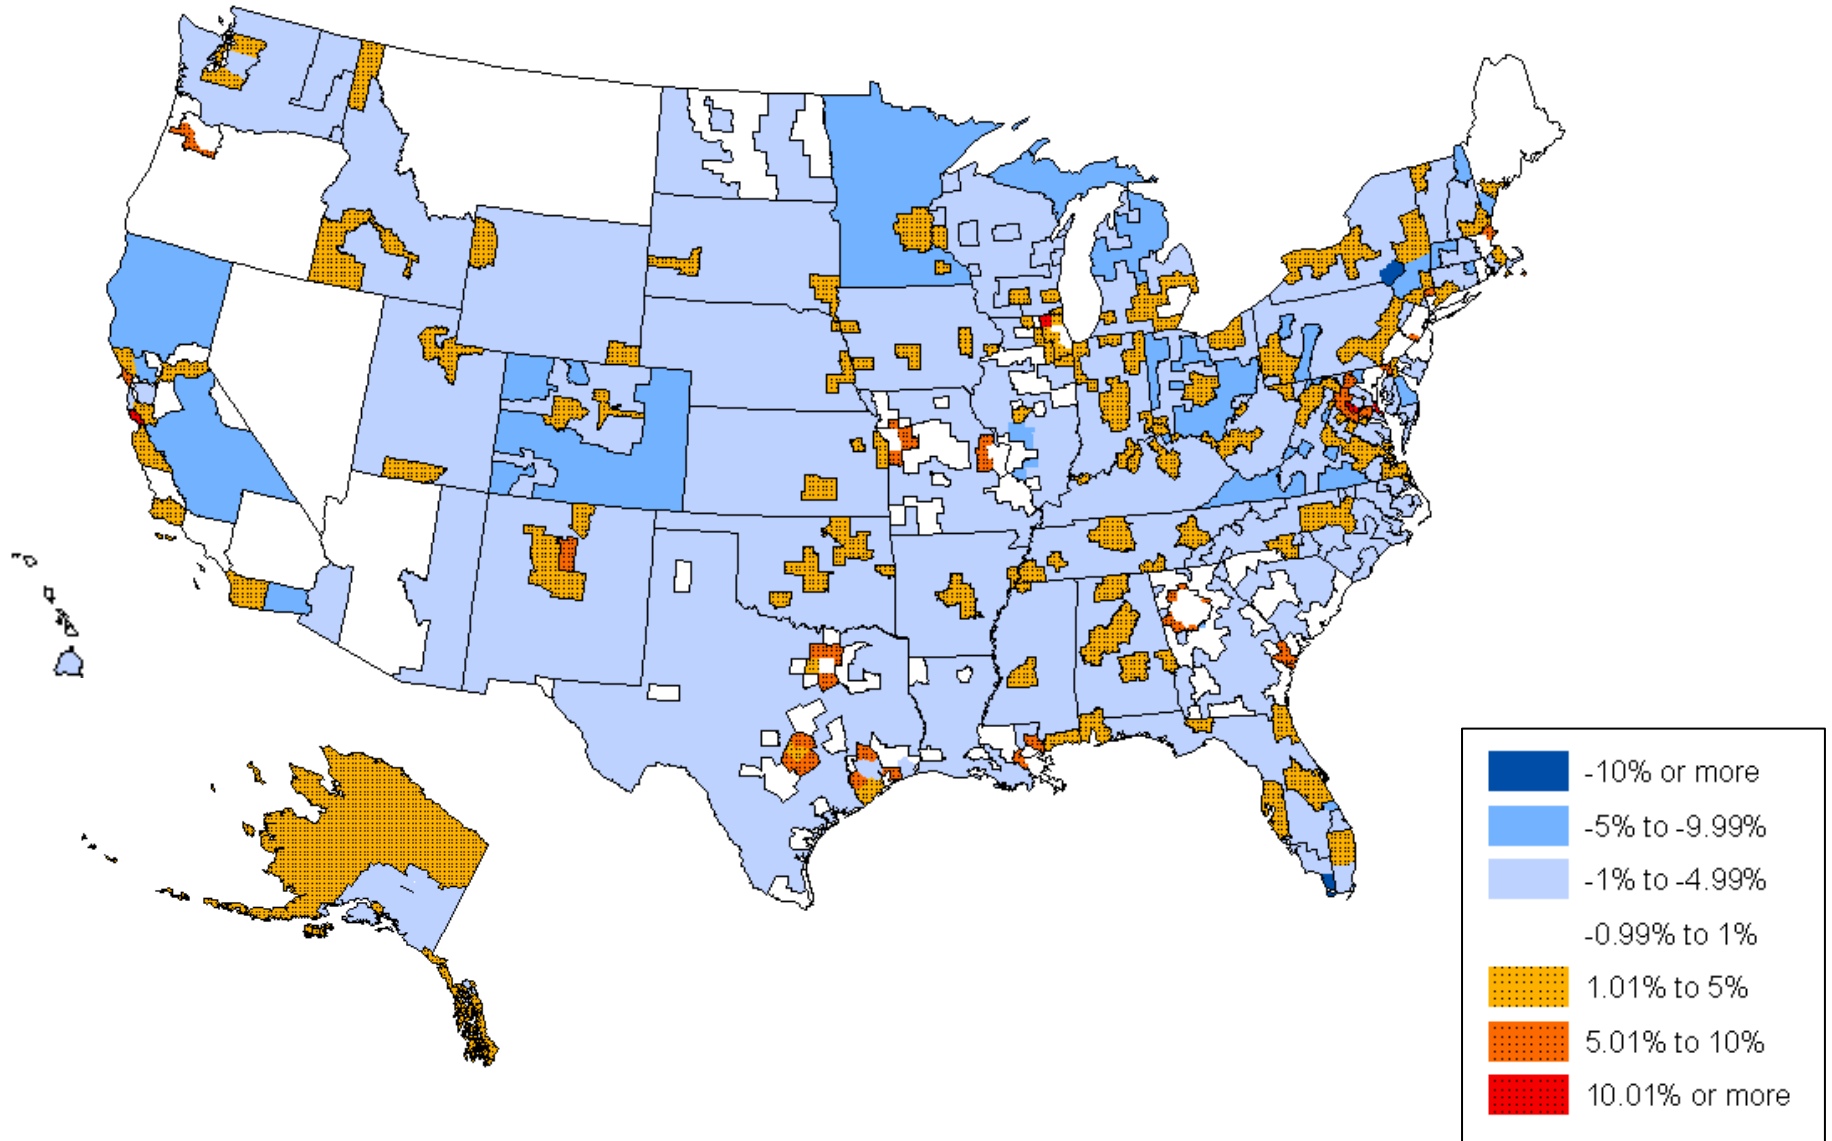 -10% or more
-5% to -9.99%
-1% to -4.99%
-0.99% to 1%
1.01% to 5%
5.01% to 10%
10.01% or more